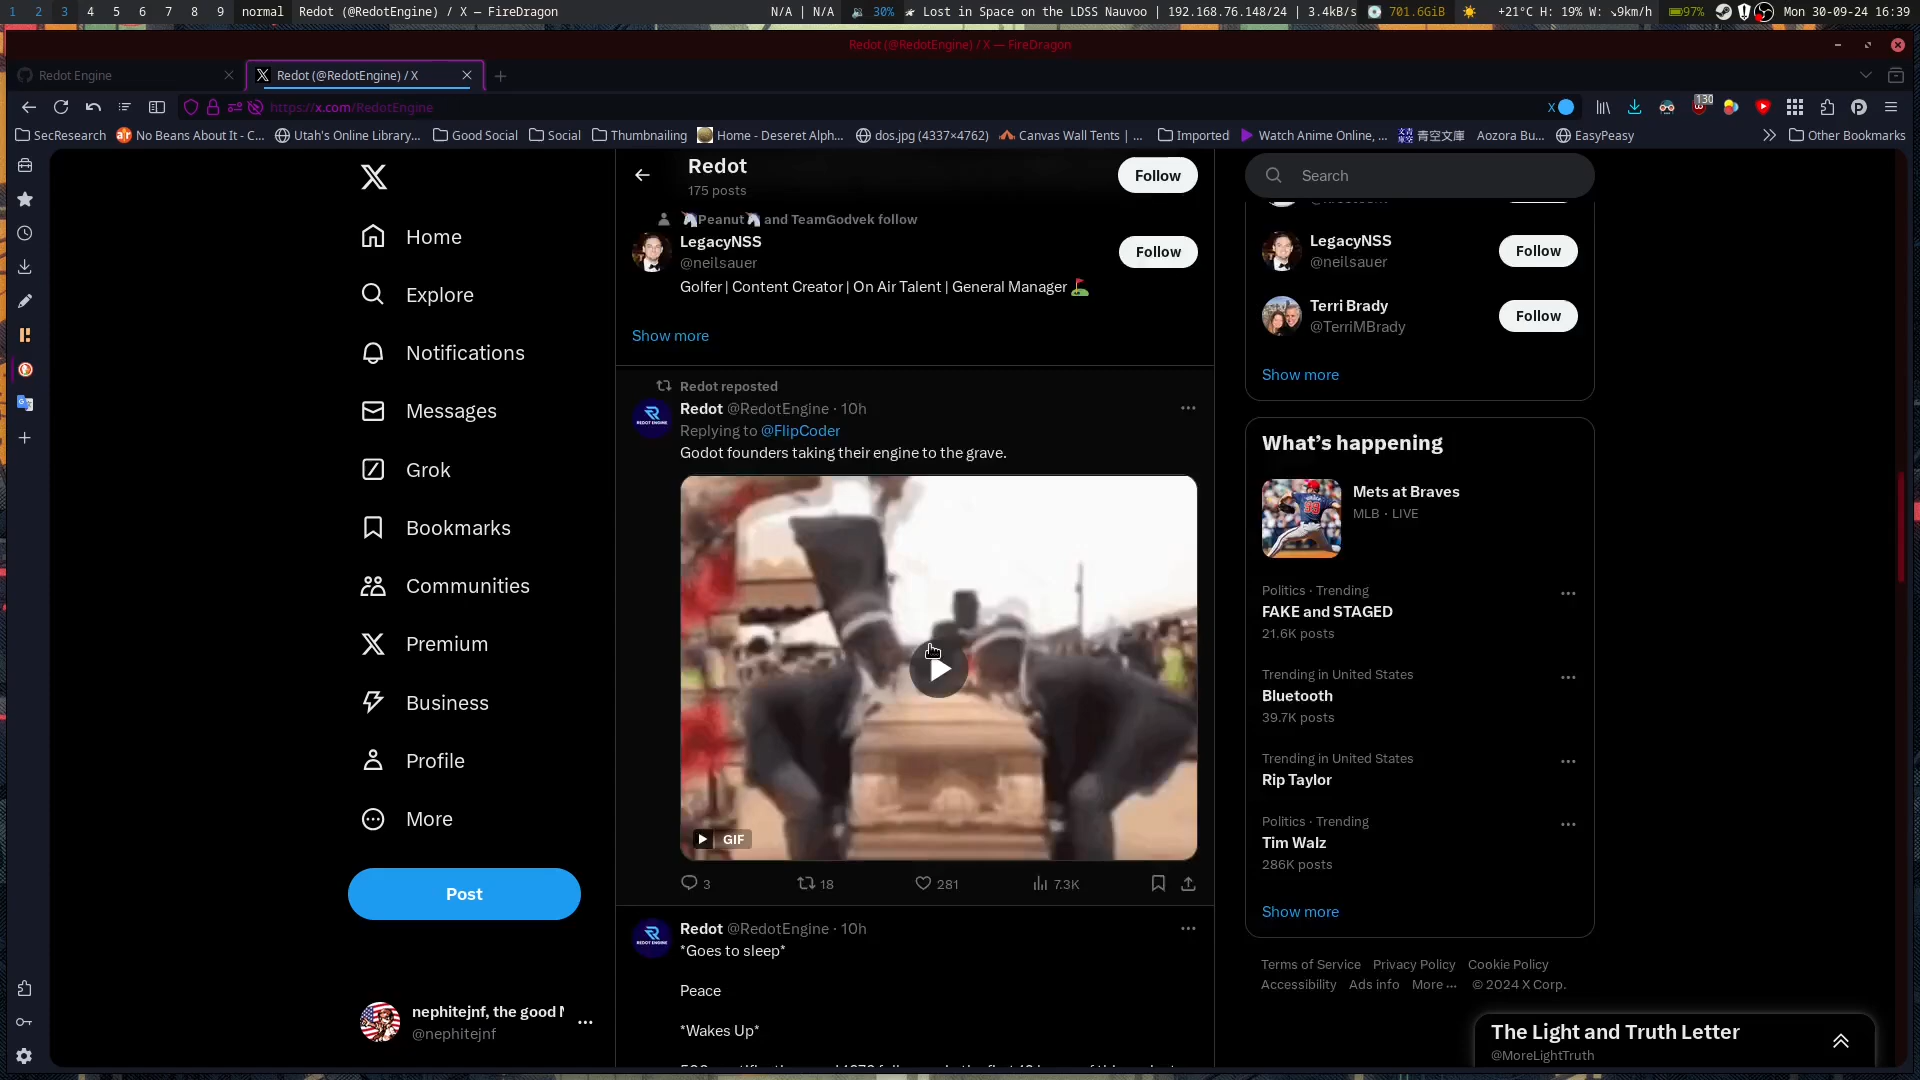 1 2 3 4 5 6 7 8 9 normal Redot (@RedotEngine) / X — FireDragon
N/A | N/A 30% Lost in Space on the LDSS Nauvoo | 192.168.76.148/24 | 3.4kB/s 701.6GiB +21°C H: 19% W: ↘9km/h 97% Mon 30-09-24 16:39
Redot (@RedotEngine) / X — FireDragon
Redot Engine
Redot (@RedotEngine) / X
https://x.com/RedotEngine
X
130
SecResearch No Beans About It - C... Utah's Online Library... Good Social Social Thumbnailing Home - Deseret Alph... dos.jpg (4337×4762) Canvas Wall Tents | ... Imported Watch Anime Online, ... 青空文庫 Aozora Bu... EasyPeasy Other Bookmarks
Home
Explore
Notifications
Messages
Grok
Bookmarks
Communities
Premium
Business
Profile
More
Post
nephitejnf, the good
@nephitejnf
Redot
175 posts
Follow
Peanut and TeamGodvek follow
LegacyNSS
@neilsauer
Follow
Golfer | Content Creator | On Air Talent | General Manager
Show more
Redot reposted
Redot @RedotEngine · 10h
Replying to @FlipCoder
Godot founders taking their engine to the grave.
GIF
3 18 281 7.3K
Redot @RedotEngine · 10h
*Goes to sleep*
Peace
*Wakes Up*
Search
LegacyNSS
@neilsauer
Follow
Terri Brady
@TerriMBrady
Follow
Show more
What's happening
Mets at Braves
MLB · LIVE
Politics · Trending
FAKE and STAGED
21.6K posts
Trending in United States
Bluetooth
39.7K posts
Trending in United States
Rip Taylor
Politics · Trending
Tim Walz
286K posts
Show more
Terms of Service Privacy Policy Cookie Policy
Accessibility Ads info More ··· © 2024 X Corp.
The Light and Truth Letter
@MoreLightTruth